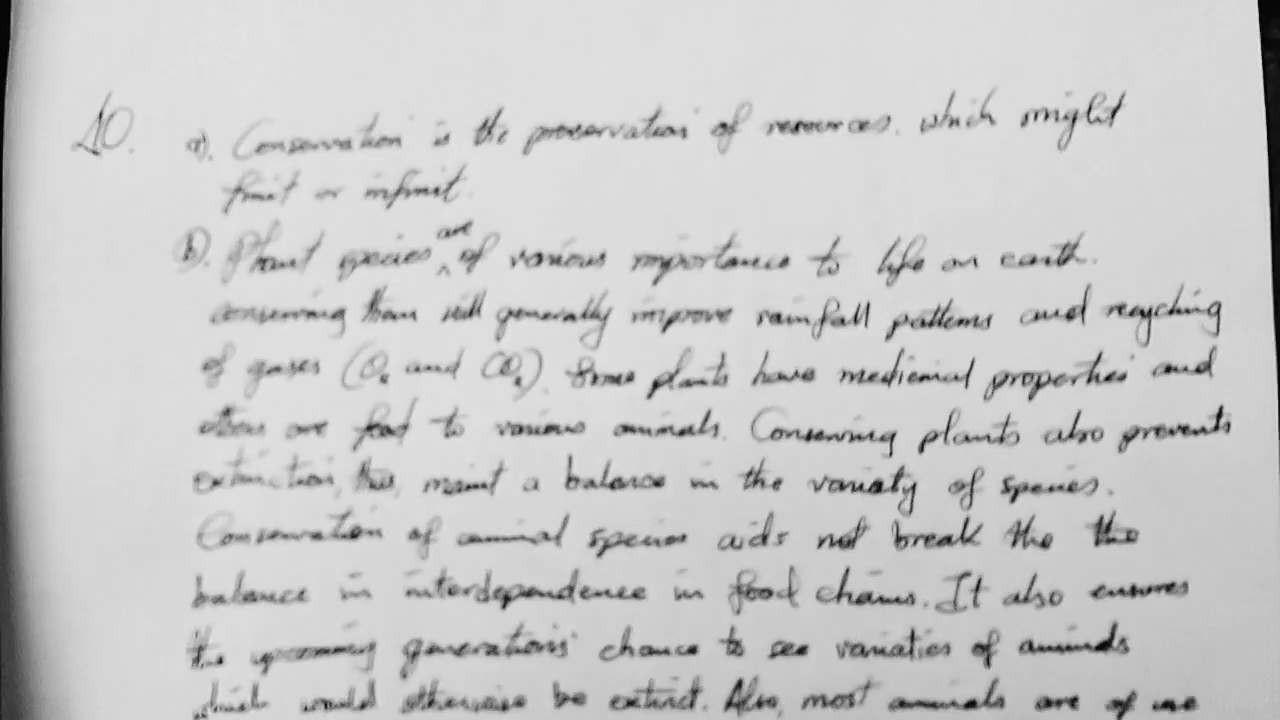 10. a). Conservation is the preservation of resources. which might
finit or infinit.
b). Plant species are of various importance to life on earth.
conserving them will generally improve rainfall patterns and recycling
of gases (O₂ and CO₂). Some plants have medicinal properties and
others are food to various animals. Conserving plants also prevents
extinction, thus, maint a balance in the variaty of species.
Conservation of animal species aids not break the the
balance in interdependence in food chains. It also ensures
the upcoming generations' chance to see variaties of animals
which would otherwise be extinct. Also, most animals are of use